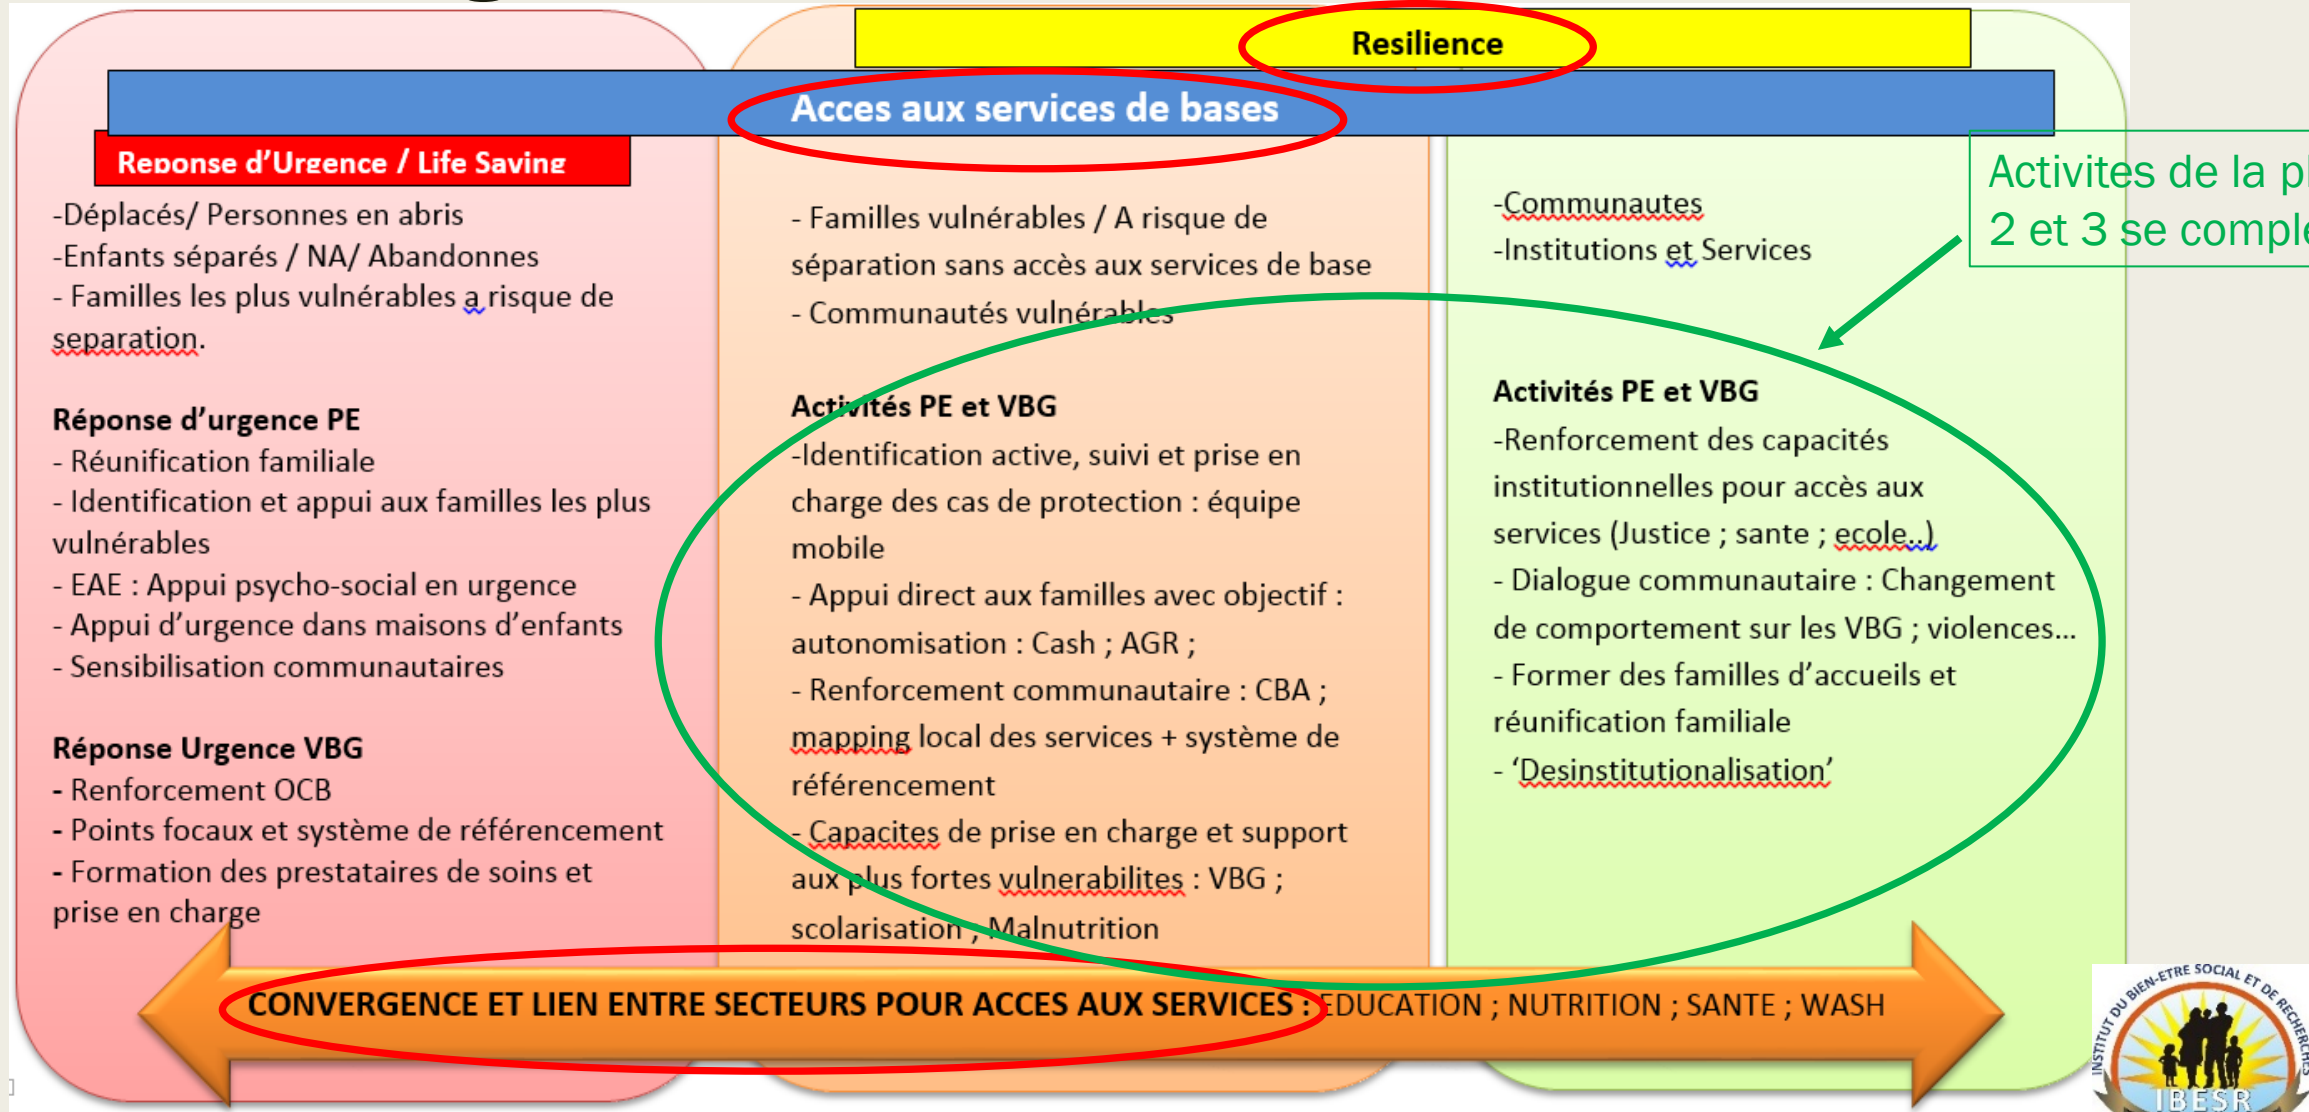 Resilience
Acces aux services de bases
Reponse d'Urgence / Life Saving
-Déplacés/ Personnes en abris
-Enfants séparés / NA/ Abandonnes
- Familles les plus vulnérables a risque de
separation.
Réponse d'urgence PE
- Réunification familiale
- Identification et appui aux familles les plus
vulnérables
- EAE : Appui psycho-social en urgence
- Appui d'urgence dans maisons d'enfants
- Sensibilisation communautaires
Réponse Urgence VBG
- Renforcement OCB
- Points focaux et système de référencement
- Formation des prestataires de soins et
prise en charge
- Familles vulnérables / A risque de
séparation sans accès aux services de base
- Communautés vulnérables
Activités PE et VBG
-Identification active, suivi et prise en
charge des cas de protection : équipe
mobile
- Appui direct aux familles avec objectif :
autonomisation : Cash ; AGR ;
- Renforcement communautaire : CBA ;
mapping local des services + système de
référencement
- Capacites de prise en charge et support
aux plus fortes vulnerabilites : VBG ;
scolarisation ; Malnutrition
-Communautes
-Institutions et Services
Activités PE et VBG
-Renforcement des capacités
institutionnelles pour accès aux
services (Justice ; sante ; ecole..)
- Dialogue communautaire : Changement
de comportement sur les VBG ; violences...
- Former des familles d'accueils et
réunification familiale
- 'Desinstitutionalisation'
Activites de la
2 et 3 se
CONVERGENCE ET LIEN ENTRE SECTEURS POUR ACCES AUX SERVICES : EDUCATION ; NUTRITION ; SANTE ; WASH
INSTITUT DU BIEN-ETRE SOCIAL ET DE RECHERCHES
IBESR